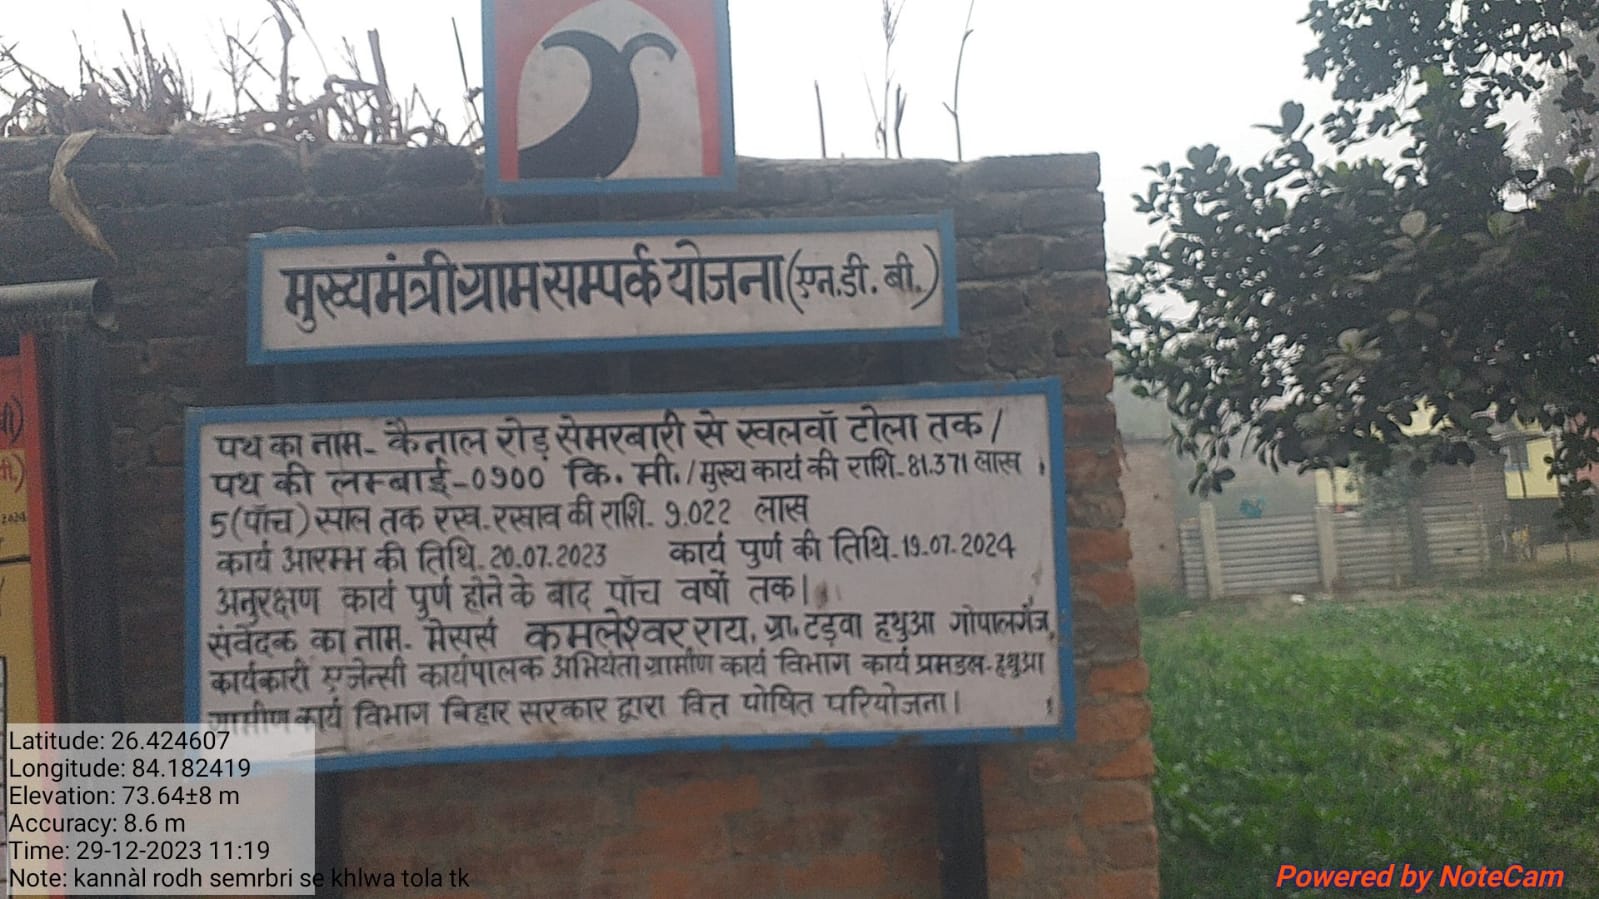 मुख्यमंत्री ग्राम सम्पर्क योजना (एन.डी.बी.)
पथ का नाम- कैनाल रोड़ सेमरबारी से खलवॉ टोला तक/
पथ की लम्बाई-0900 कि. मी./मुख्य कार्य की राशि-81.371 लाख
5(पॉच) साल तक रख-रखाव की राशि- 9.022 लाख
कार्य आरम्भ की तिथि-20.07.2023 कार्य पुर्ण की तिथि-19.07.2024
अनुरक्षण कार्य पुर्ण होने के बाद पॉच वर्षो तक।
संवेदक का नाम- मेसर्स कमलेश्वर राय, ग्रा. टड़वा हथुआ गोपालगॅज,
कार्यकारी एजेन्सी कार्यपालक अभियंता ग्रामीण कार्य विभाग कार्य प्रमडल-हथुआ
ग्रामीण कार्य विभाग बिहार सरकार द्वारा वित्त पोषित परियोजना।
Latitude: 26.424607
Longitude: 84.182419
Elevation: 73.64±8 m
Accuracy: 8.6 m
Time: 29-12-2023 11:19
Note: kannàl rodh semrbri se khlwa tola tk
Powered by NoteCam